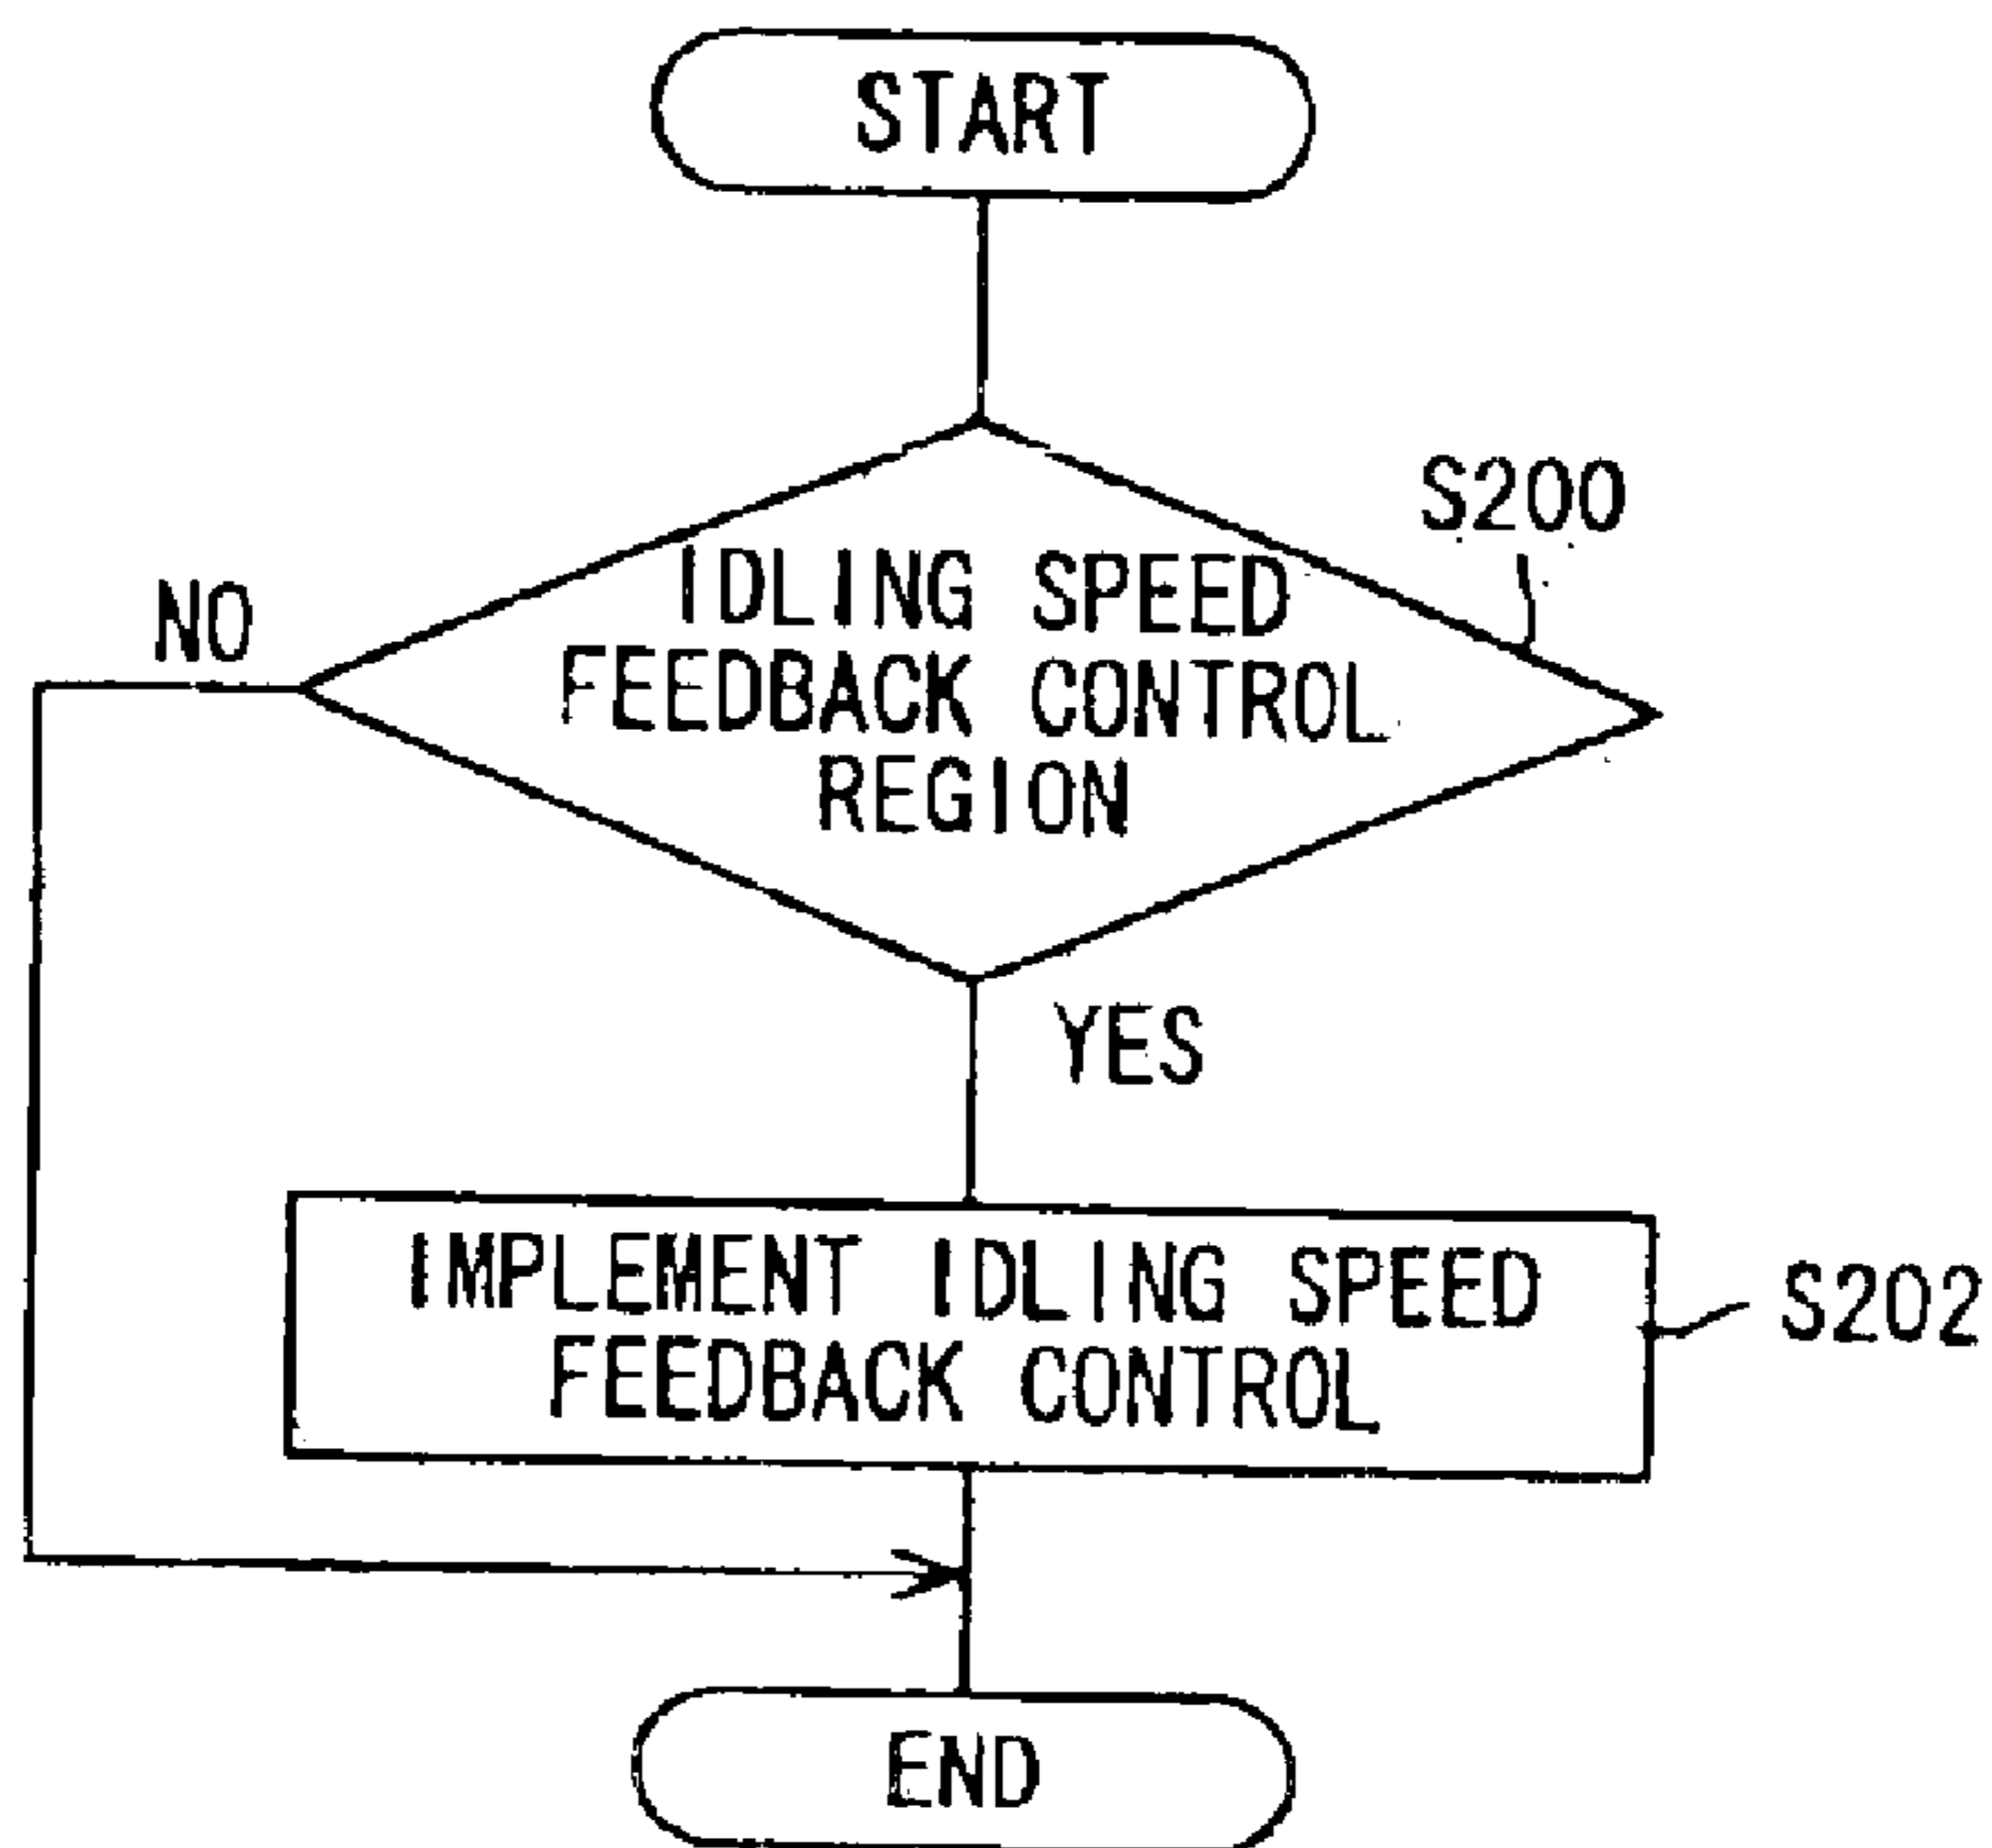 START
S200
NO
IDLING SPEED
FEEDBACK CONTROL
REGION
YES
IMPLEMENT IDLING SPEED
FEEDBACK CONTROL
S202
END